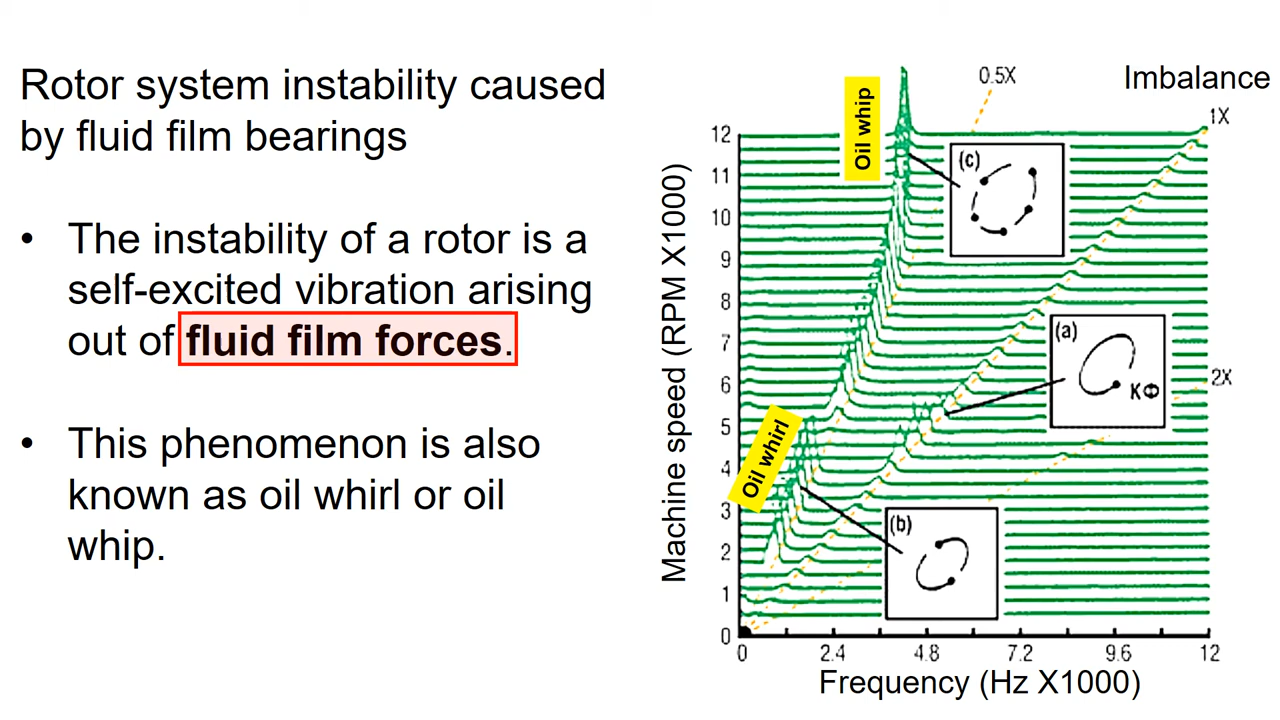 Rotor system instability caused
by fluid film bearings
• The instability of a rotor is a
self-excited vibration arising
out of fluid film forces.
• This phenomenon is also
known as oil whirl or oil
whip.
Imbalance
0.5X
1X
2X
Oil whip
Oil whirl
(c)
(a)
KΦ
(b)
Machine speed (RPM X1000)
12
11
10
9
8
7
6
5
4
3
2
1
0
0 2.4 4.8 7.2 9.6 12
Frequency (Hz X1000)